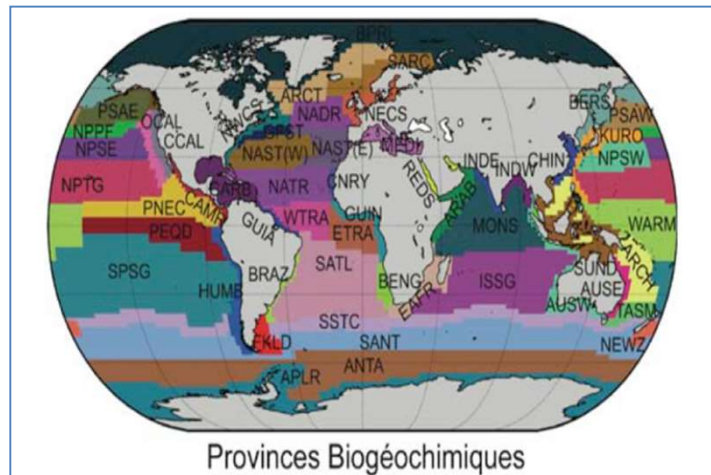 BPRL
SARC
ARCT
PSAE
NECS
BERS
PSAW
NADR
NPPF
OCAL
CCAL
GFST
KURO
NPSE
NAST(W)
NAST(E)
MEDI
CHIN
NPSW
INDE
INDW
REDS
NPTG
CARB
NATR
CNRY
ARAB
PNEC
CAMR
WTRA
GUIN
MONS
WARM
GUIA
ETRA
PEQD
ARCH
SPSG
BRAZ
SATL
SUND
HUMB
BENG
ISSG
AUSE
EAFR
AUSW
TASM
SSTC
FKLD
SANT
NEWZ
ANTA
APLR
Provinces Biogéochimiques